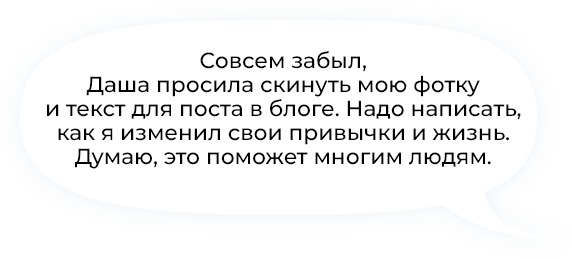 Совсем забыл,
Даша просила скинуть мою фотку
и текст для поста в блоге. Надо написать,
как я изменил свои привычки и жизнь.
Думаю, это поможет многим людям.